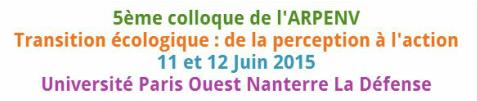 5ème colloque de l'ARPENV
Transition écologique : de la perception à l'action
11 et 12 Juin 2015
Université Paris Ouest Nanterre La Défense